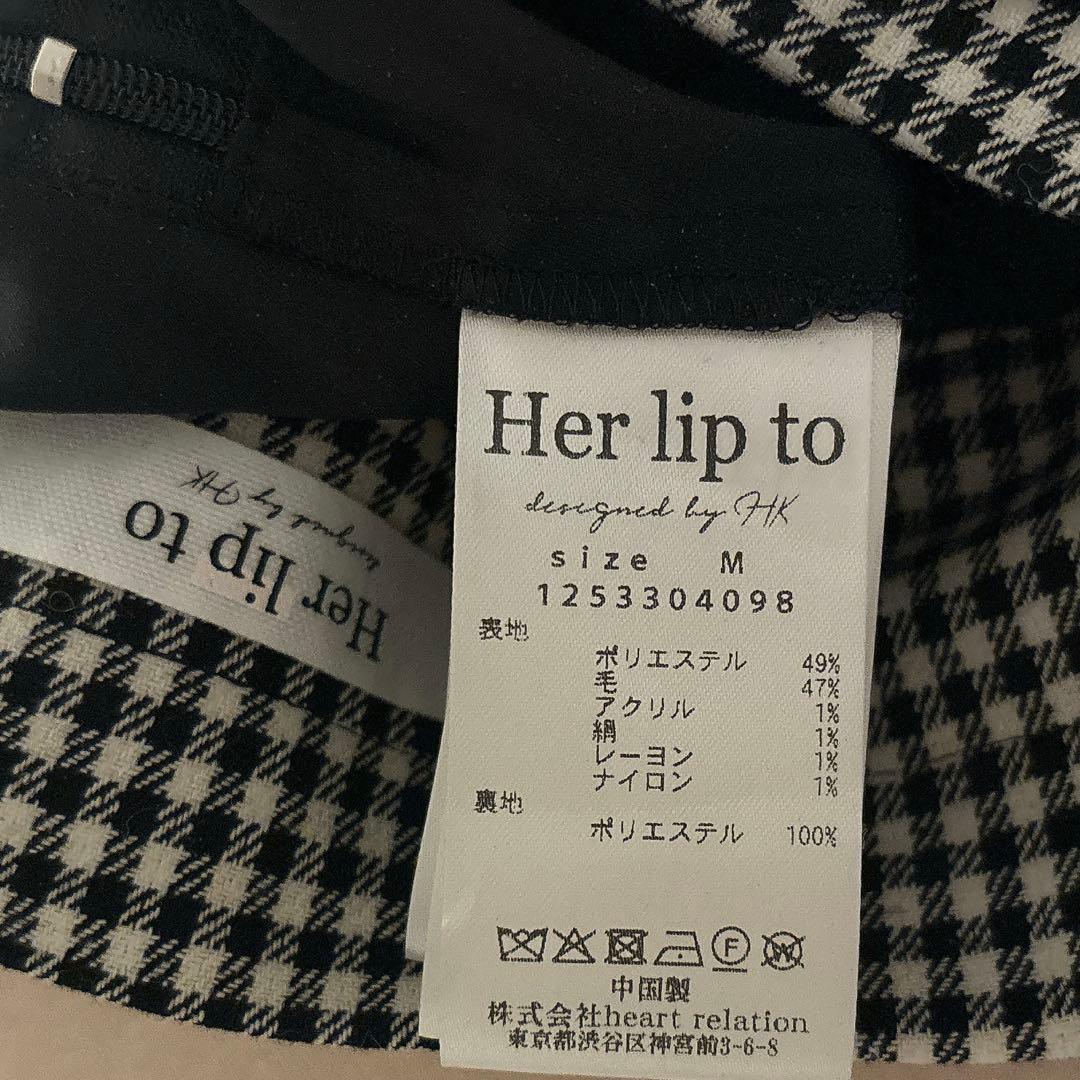 Her lip to
designed by HK
size M
1253304098
表地
ポリエステル 49%
毛 47%
アクリル 1%
絹 1%
レーヨン 1%
ナイロン 1%
裏地
ポリエステル 100%
F W
中国製
株式会社heart relation
東京都渋谷区神宮前3-6-8
Her lip to
designed by HK